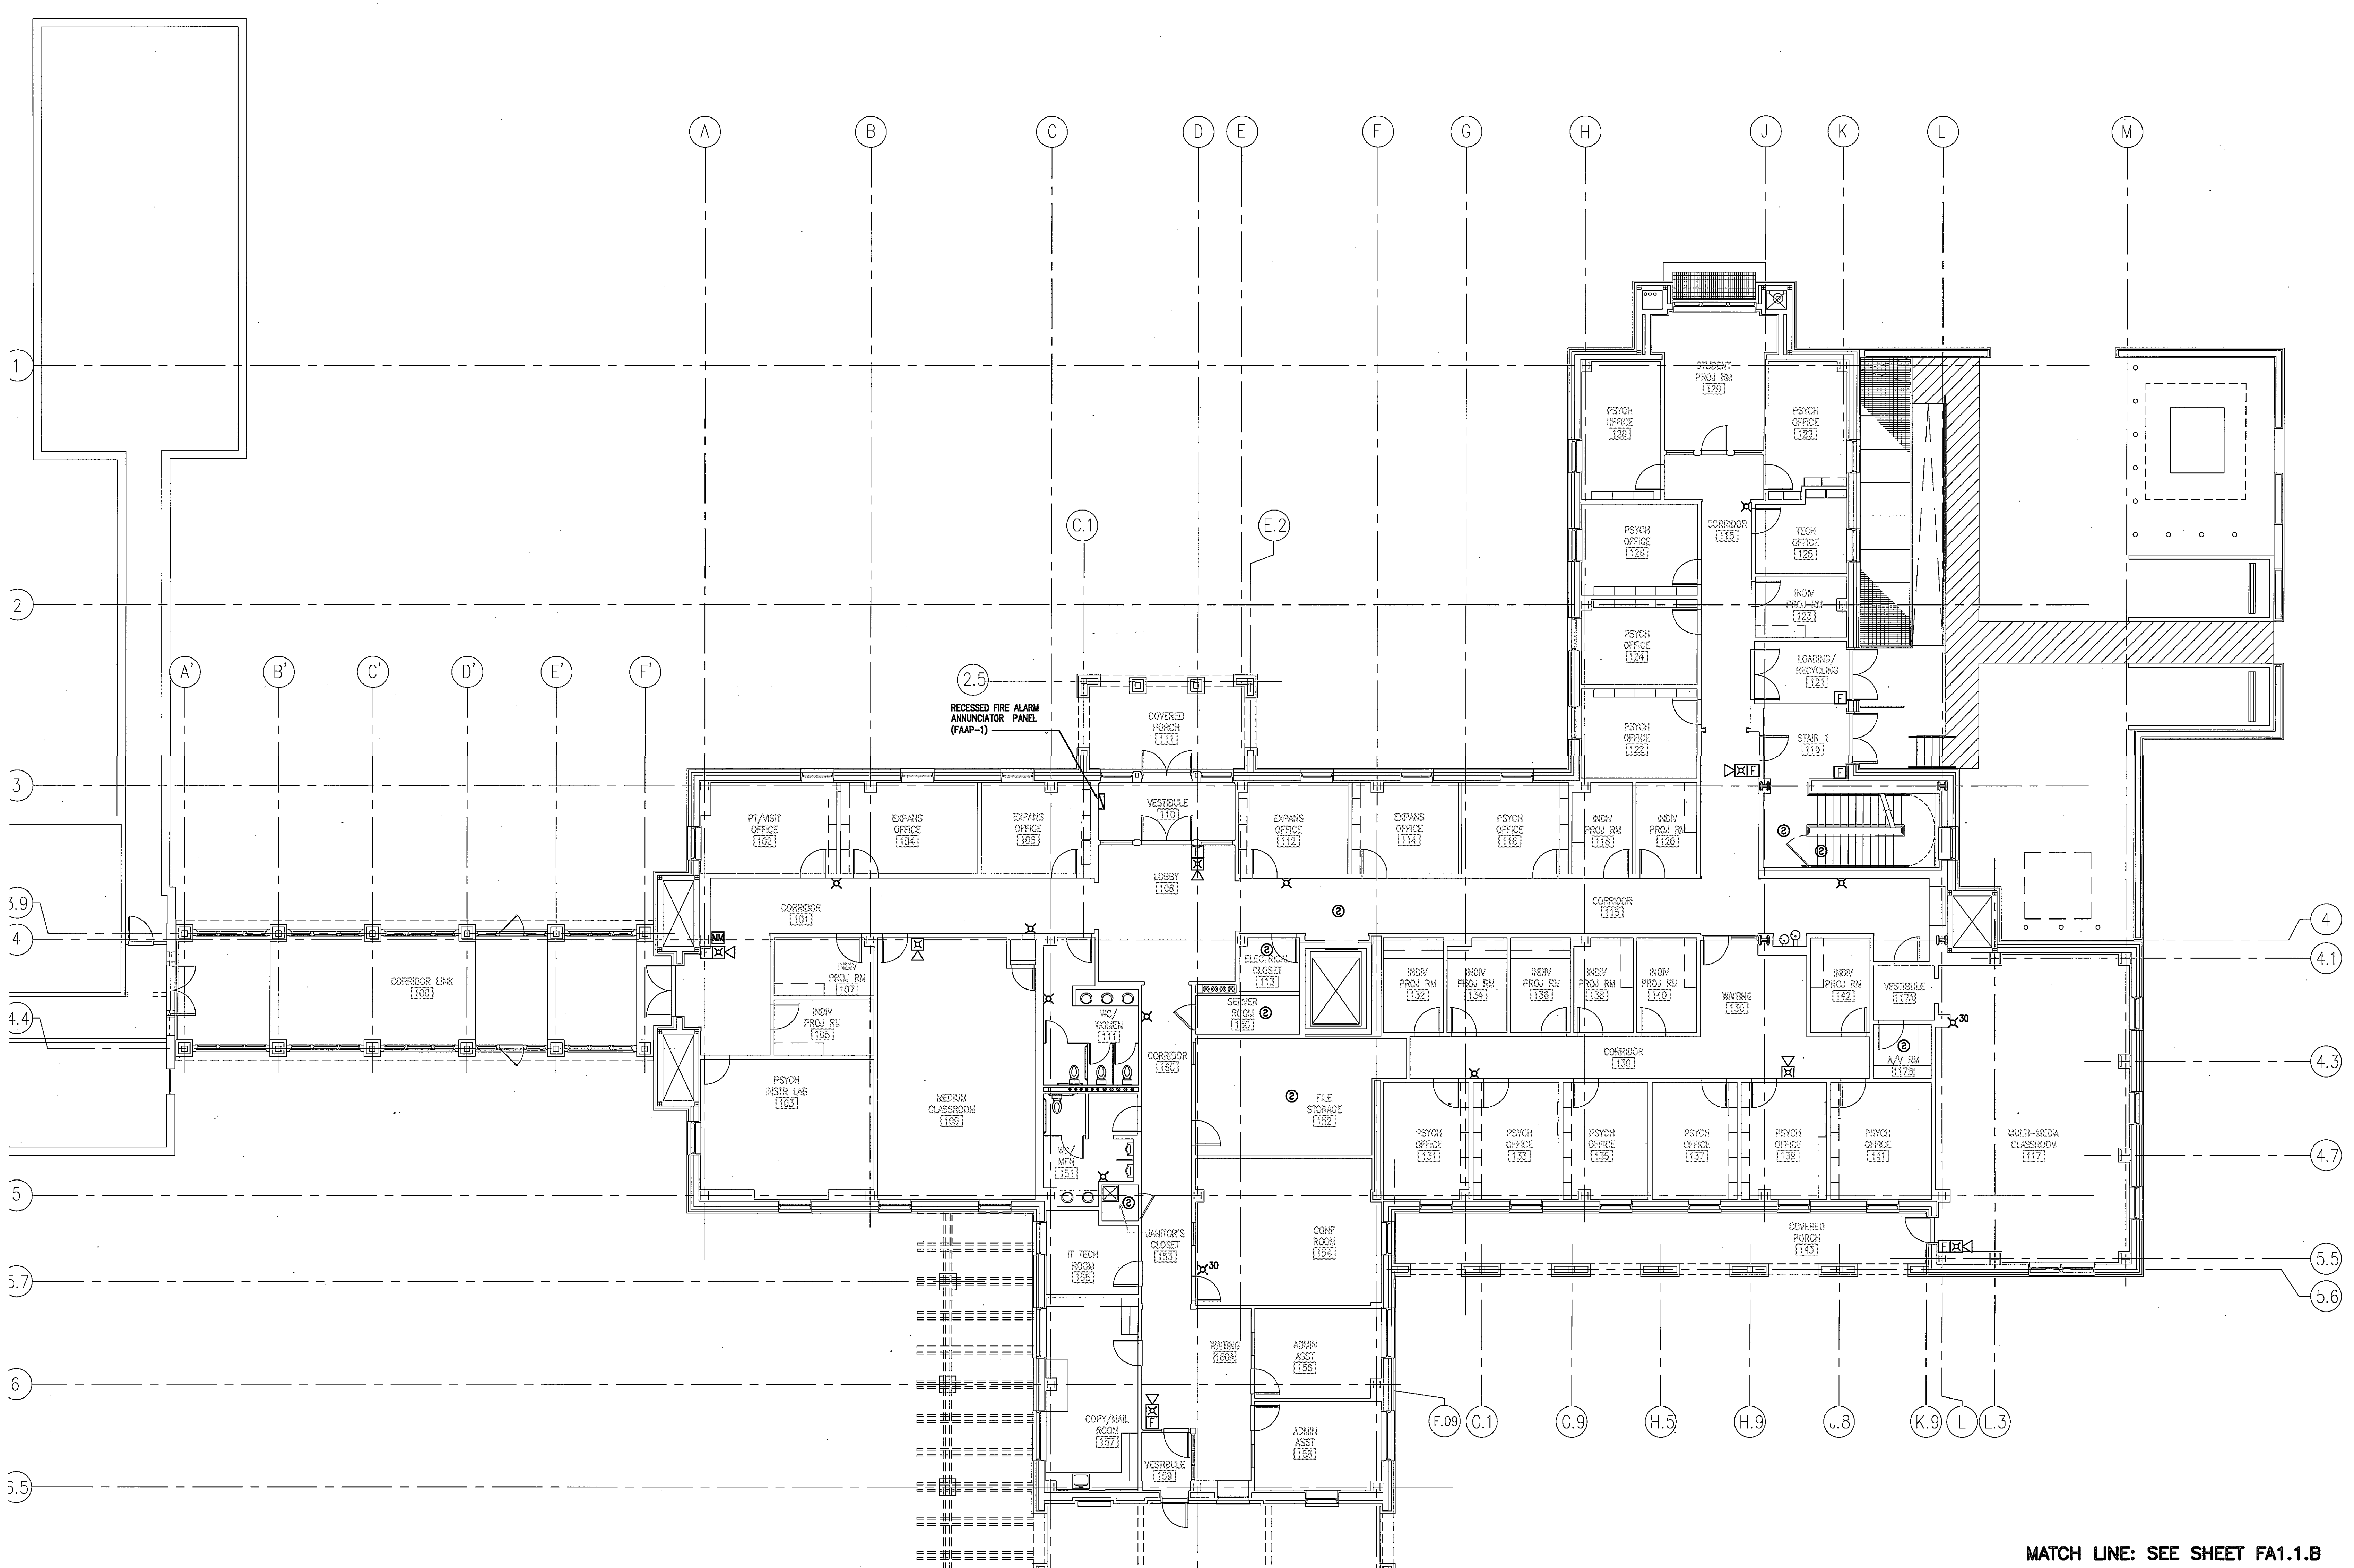 A
B
C
D
E
F
G
H
J
K
L
M
1
STUDENT
PROJ RM
129
PSYCH
OFFICE
128
PSYCH
OFFICE
129
C.1
E.2
CORRIDOR
115
PSYCH
OFFICE
126
TECH
OFFICE
125
2
INDIV
PROJ RM
123
PSYCH
OFFICE
124
A'
B'
C'
D'
E'
F'
2.5
LOADING/
RECYCLING
121
F
RECESSED FIRE ALARM
ANNUNCIATOR PANEL
(FAAP-1)
COVERED
PORCH
111
PSYCH
OFFICE
122
STAIR 1
119
F
F
3
PT/VISIT
OFFICE
102
EXPANS
OFFICE
104
EXPANS
OFFICE
106
VESTIBULE
110
EXPANS
OFFICE
112
EXPANS
OFFICE
114
PSYCH
OFFICE
116
INDIV
PROJ RM
118
INDIV
PROJ RM
120
S
S
LOBBY
108
3.9
CORRIDOR
101
S
CORRIDOR
115
4
4
MM
F
S
ELECTRICAL
CLOSET
113
4.1
CORRIDOR LINK
100
INDIV
PROJ RM
107
INDIV
PROJ RM
132
INDIV
PROJ RM
134
INDIV
PROJ RM
136
INDIV
PROJ RM
138
INDIV
PROJ RM
140
WAITING
130
INDIV
PROJ RM
142
VESTIBULE
117A
SERVER
ROOM
150
S
4.4
INDIV
PROJ RM
105
WC/
WOMEN
111
30
CORRIDOR
160
CORRIDOR
130
S
A/V RM
117B
4.3
PSYCH
INSTR LAB
103
MEDIUM
CLASSROOM
109
S
FILE
STORAGE
152
PSYCH
OFFICE
131
PSYCH
OFFICE
133
PSYCH
OFFICE
135
PSYCH
OFFICE
137
PSYCH
OFFICE
139
PSYCH
OFFICE
141
MULTI-MEDIA
CLASSROOM
117
4.7
WC/
MEN
151
5
S
JANITOR'S
CLOSET
153
CONF
ROOM
154
COVERED
PORCH
143
IT TECH
ROOM
155
30
F
5.5
5.7
5.6
WAITING
160A
ADMIN
ASST
156
6
F
COPY/MAIL
ROOM
157
F.09
G.1
G.9
H.5
H.9
J.8
K.9
L
L.3
ADMIN
ASST
158
VESTIBULE
159
6.5
MATCH LINE: SEE SHEET FA1.1.B